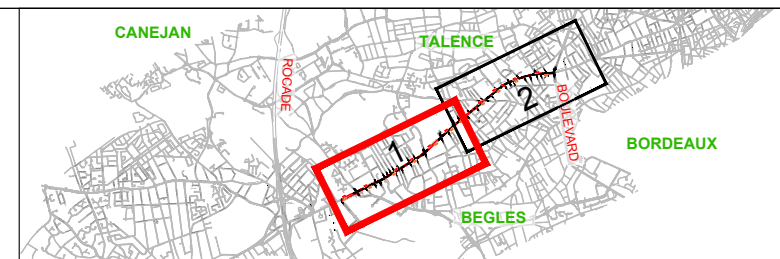 CANEJAN
TALENCE
ROCADE
2
BOULEVARD
1
BORDEAUX
BEGLES